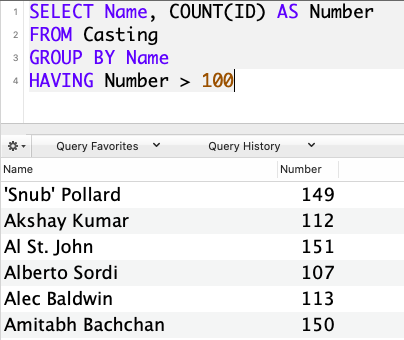 1 SELECT Name, COUNT(ID) AS Number
2 FROM Casting
3 GROUP BY Name
4 HAVING Number > 100
Query Favorites Query History
Name Number
'Snub' Pollard 149
Akshay Kumar 112
Al St. John 151
Alberto Sordi 107
Alec Baldwin 113
Amitabh Bachchan 150